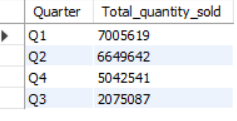 Quarter Total_quantity_sold
Q1 7005619
Q2 6649642
Q4 5042541
Q3 2075087